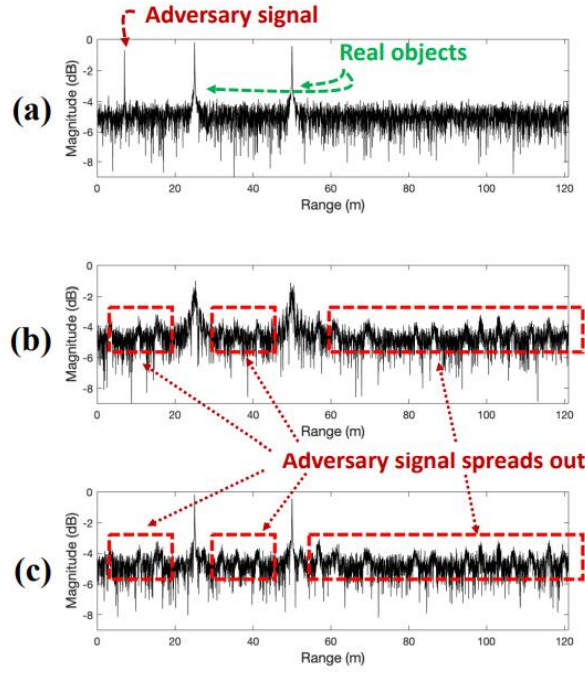 Adversary signal
Real objects
(a)
Magnitude (dB)
0
-2
-4
-6
-8
0 20 40 60 80 100 120
Range (m)
(b)
Magnitude (dB)
0
-2
-4
-6
-8
0 20 40 60 80 100 120
Range (m)
Adversary signal spreads out
(c)
Magnitude (dB)
0
-2
-4
-6
-8
0 20 40 60 80 100 120
Range (m)